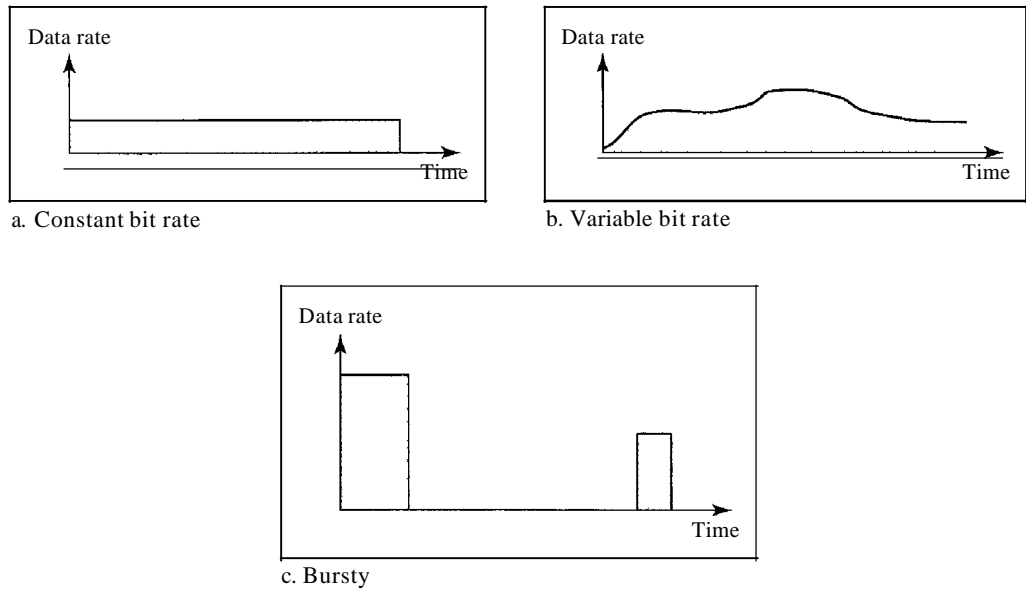 Data rate
Time
a. Constant bit rate
Data rate
Time
b. Variable bit rate
Data rate
Time
c. Bursty